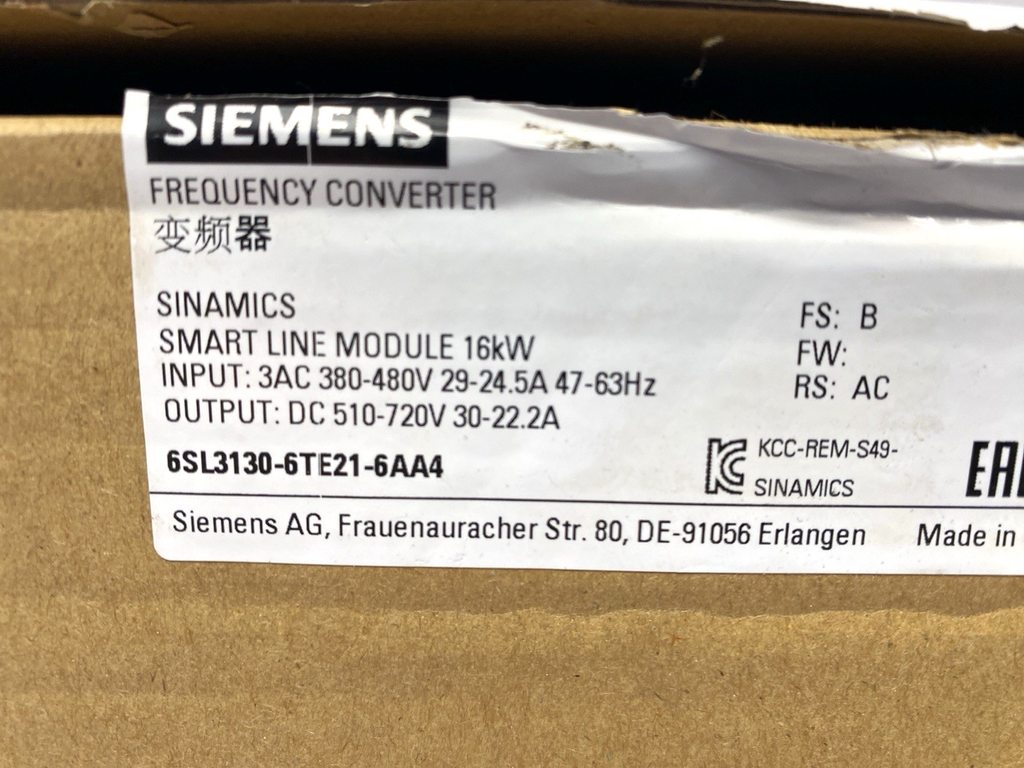 SIEMENS
FREQUENCY CONVERTER
变频器
SINAMICS
SMART LINE MODULE 16kW
INPUT: 3AC 380-480V 29-24.5A 47-63Hz
OUTPUT: DC 510-720V 30-22.2A
6SL3130-6TE21-6AA4
FS: B
FW:
RS: AC
KCC-REM-S49-
SINAMICS
EAC
Siemens AG, Frauenauracher Str. 80, DE-91056 Erlangen Made in